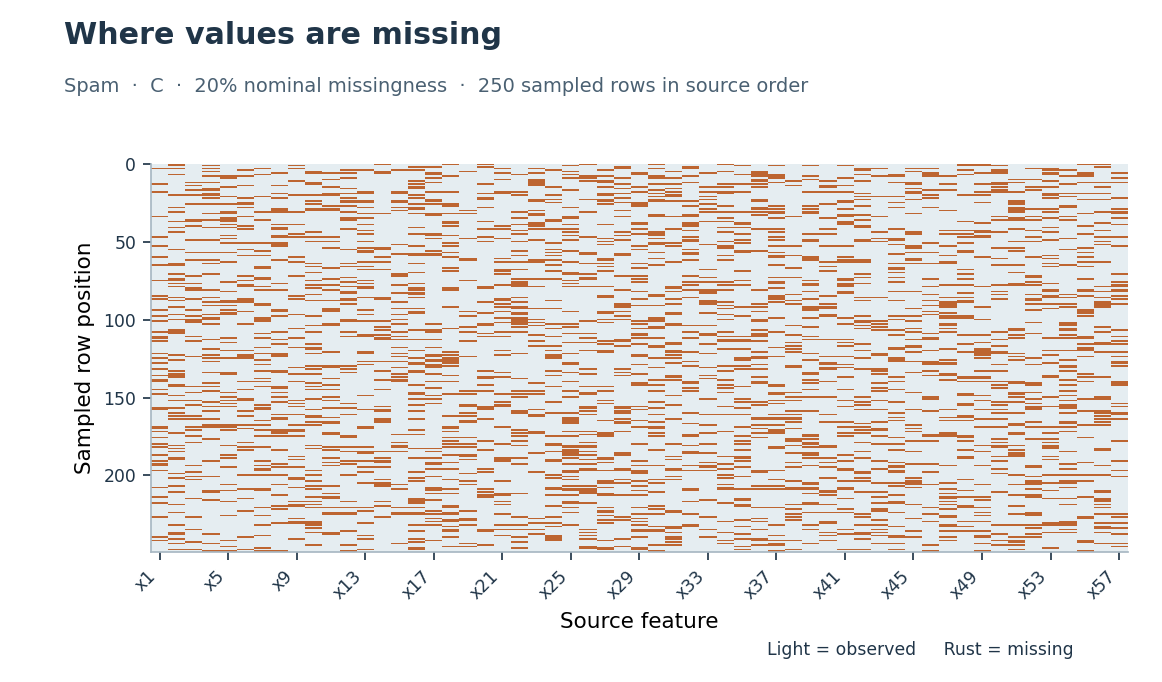 Where values are missing
Spam · C · 20% nominal missingness · 250 sampled rows in source order
0
50
100
150
200
Sampled row position
x1 x5 x9 x13 x17 x21 x25 x29 x33 x37 x41 x45 x49 x53 x57
Source feature
Light = observed Rust = missing